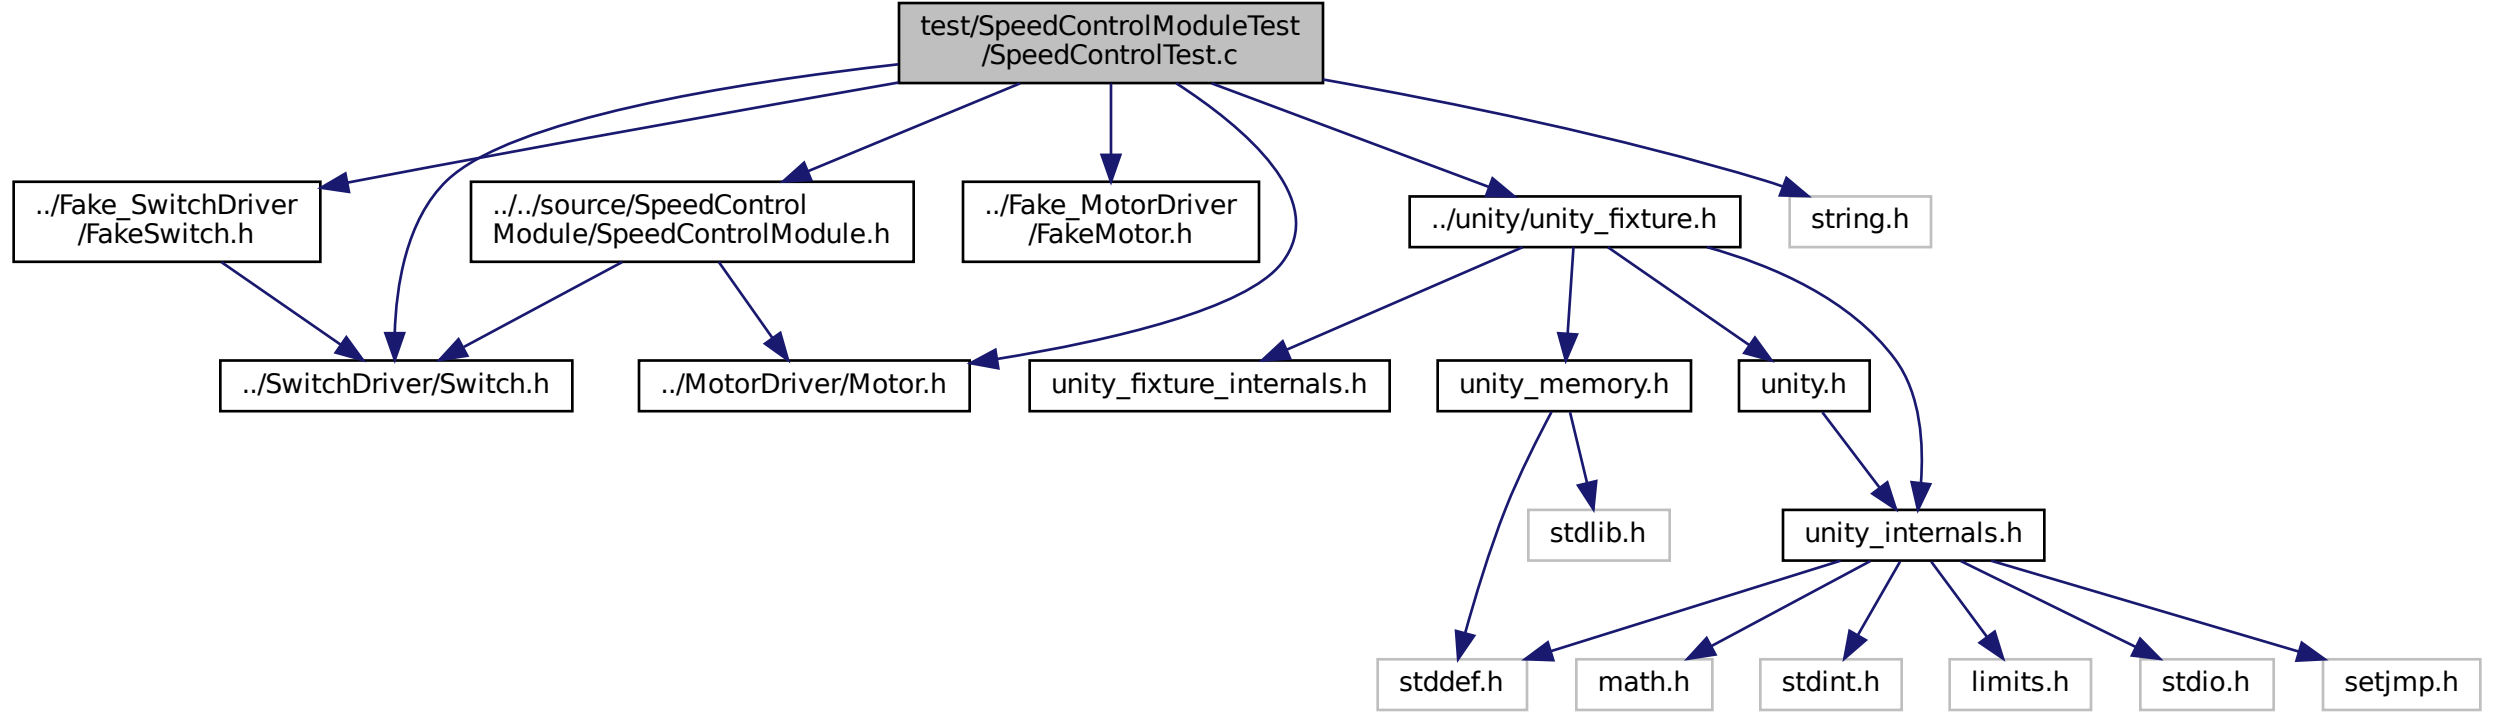 test/SpeedControlModuleTest
/SpeedControlTest.c
../Fake_SwitchDriver
/FakeSwitch.h
../../source/SpeedControl
Module/SpeedControlModule.h
../Fake_MotorDriver
/FakeMotor.h
../unity/unity_fixture.h
string.h
../SwitchDriver/Switch.h
../MotorDriver/Motor.h
unity_fixture_internals.h
unity_memory.h
unity.h
stdlib.h
unity_internals.h
stddef.h
math.h
stdint.h
limits.h
stdio.h
setjmp.h